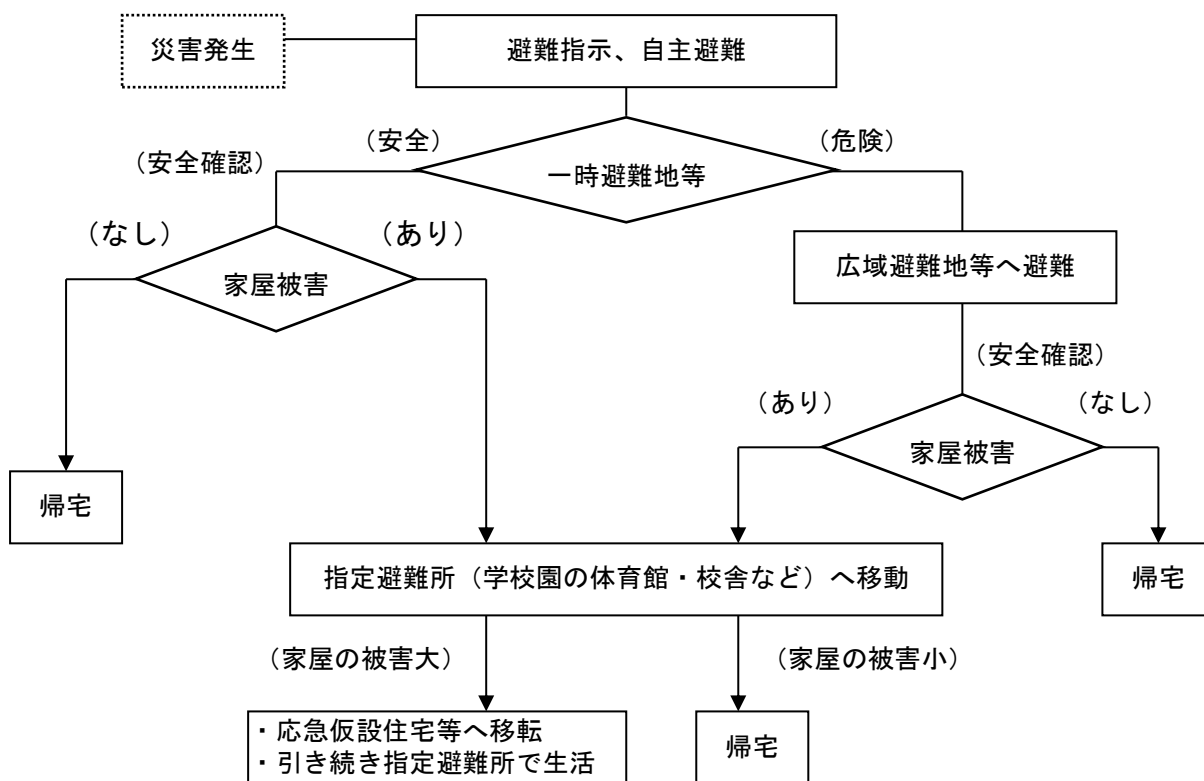 災害発生
避難指示、自主避難
（安全）
（危険）
（安全確認）
一時避難地等
（なし）
（あり）
家屋被害
広域避難地等へ避難
（安全確認）
（あり）
（なし）
家屋被害
帰宅
指定避難所（学校園の体育館・校舎など）へ移動
帰宅
（家屋の被害大）
（家屋の被害小）
・応急仮設住宅等へ移転
・引き続き指定避難所で生活
帰宅